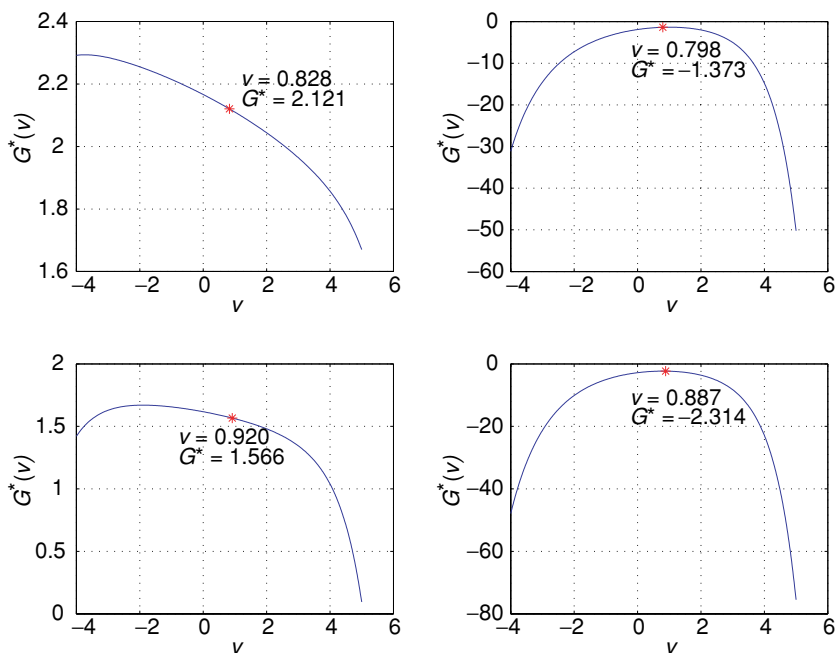 2.4
2.2
2
1.8
1.6
G*(v)
v = 0.828
G* = 2.121
−4 −2 0 2 4 6
v
0
−10
−20
−30
−40
−50
−60
G*(v)
v = 0.798
G* =−1.373
−4 −2 0 2 4 6
v
2
1.5
1
0.5
0
G*(v)
v = 0.920
G* = 1.566
−4 −2 0 2 4 6
v
0
−20
−40
−60
−80
G*(v)
v = 0.887
G* =−2.314
−4 −2 0 2 4 6
v